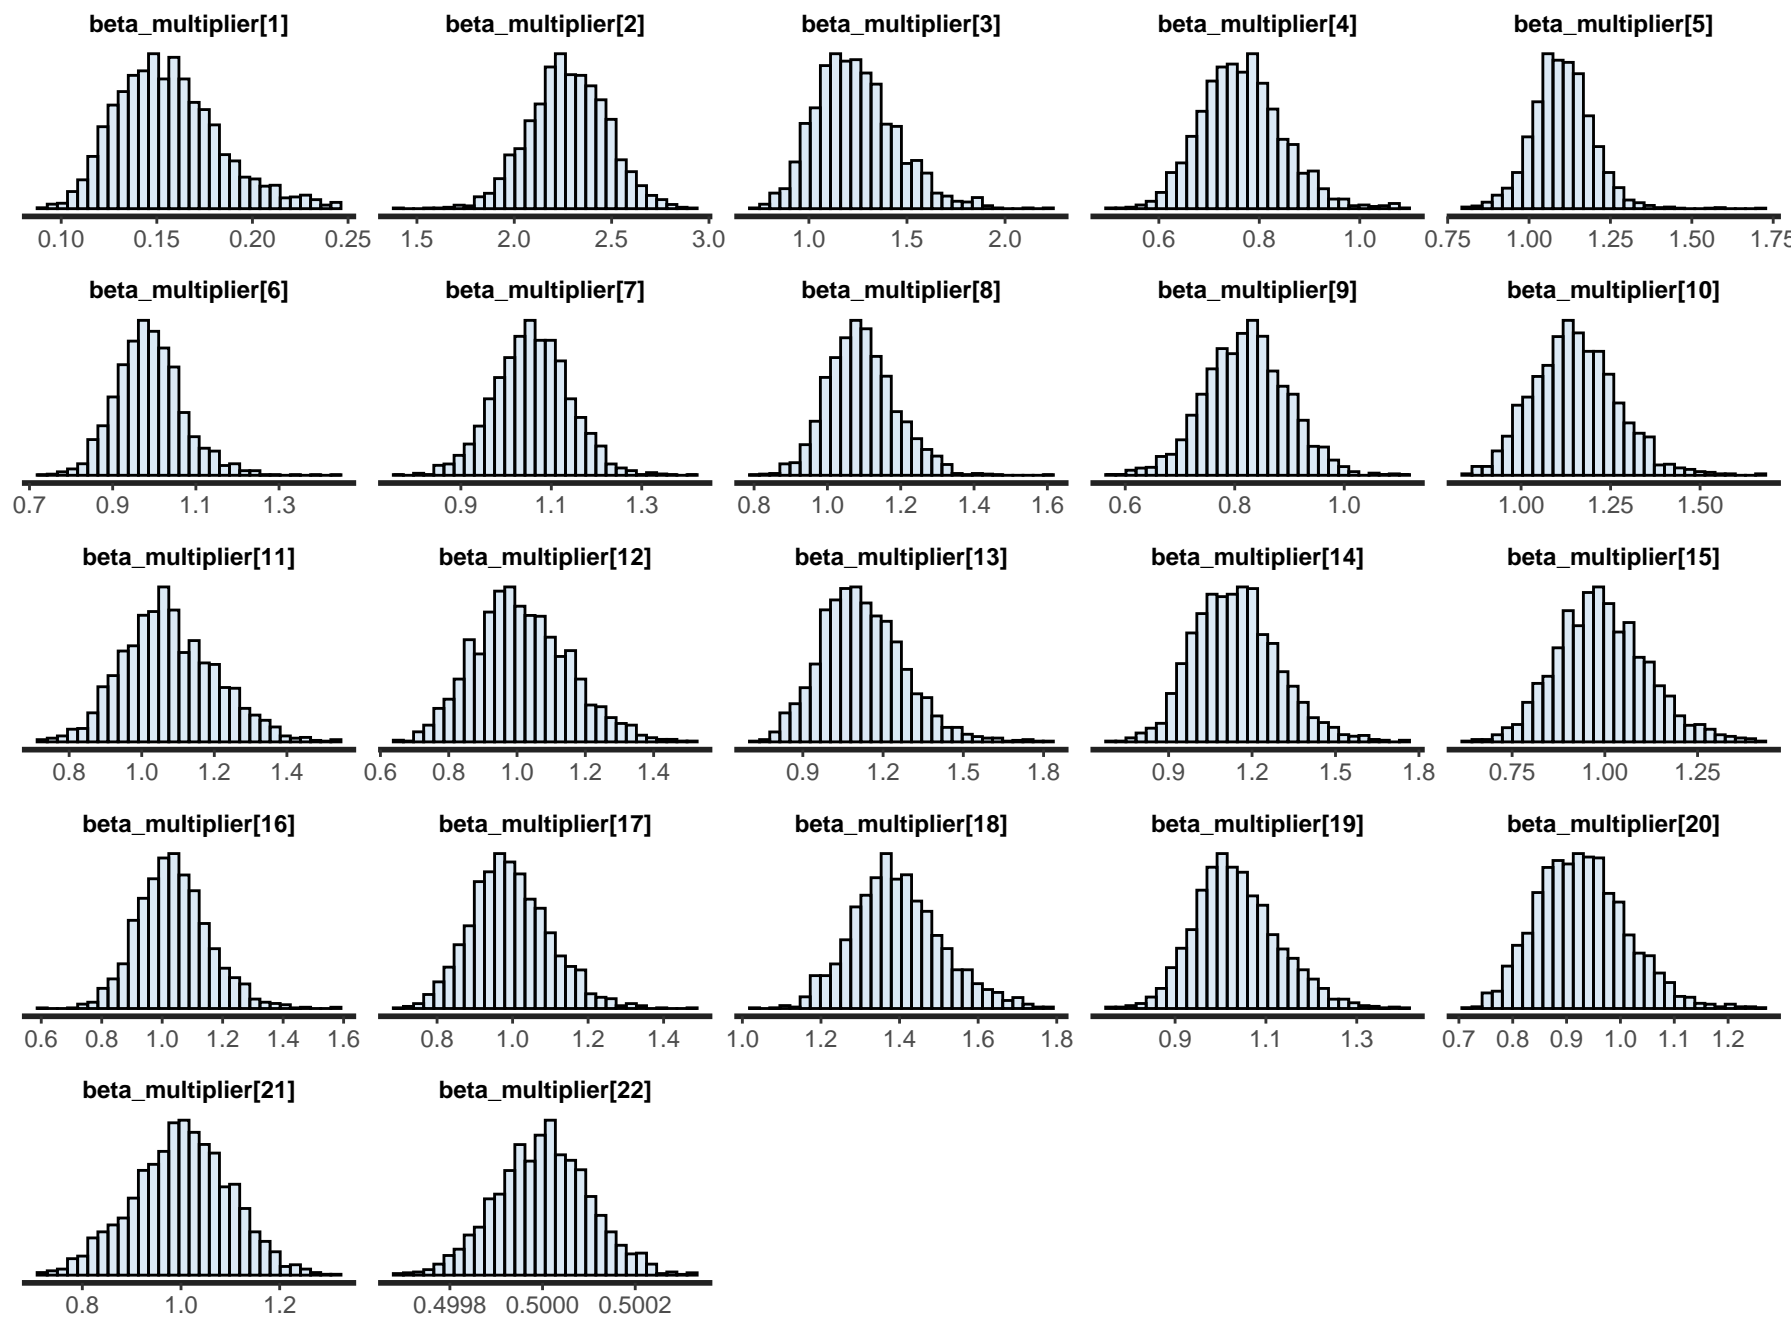 beta_multiplier[1] beta_multiplier[2] beta_multiplier[3] beta_multiplier[4] beta_multiplier[5]
0.10 0.15 0.20 0.25 1.5 2.0 2.5 3.0 1.0 1.5 2.0 0.6 0.8 1.0 0.75 1.00 1.25 1.50 1.75
beta_multiplier[6] beta_multiplier[7] beta_multiplier[8] beta_multiplier[9] beta_multiplier[10]
0.7 0.9 1.1 1.3 0.9 1.1 1.3 0.8 1.0 1.2 1.4 1.6 0.6 0.8 1.0 1.00 1.25 1.50
beta_multiplier[11] beta_multiplier[12] beta_multiplier[13] beta_multiplier[14] beta_multiplier[15]
0.8 1.0 1.2 1.4 0.6 0.8 1.0 1.2 1.4 0.9 1.2 1.5 1.8 0.9 1.2 1.5 1.8 0.75 1.00 1.25
beta_multiplier[16] beta_multiplier[17] beta_multiplier[18] beta_multiplier[19] beta_multiplier[20]
0.6 0.8 1.0 1.2 1.4 1.6 0.8 1.0 1.2 1.4 1.0 1.2 1.4 1.6 1.8 0.9 1.1 1.3 0.7 0.8 0.9 1.0 1.1 1.2
beta_multiplier[21] beta_multiplier[22]
0.8 1.0 1.2 0.4998 0.5000 0.5002